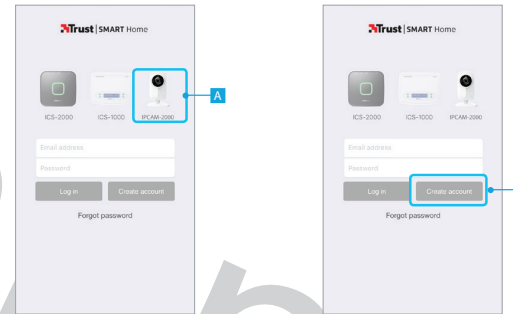 Trust SMART Home
ICS-2000 ICS-1000 IPCAM-2000
A
Email address
Password
Log in Create account
Forgot password
Trust SMART Home
ICS-2000 ICS-1000 IPCAM-2000
Email address
Password
Log in Create account
Forgot password